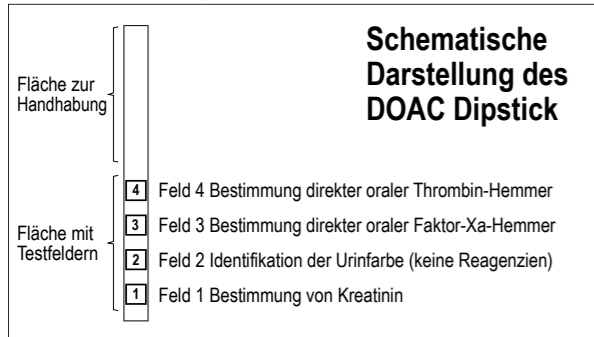 Schematische
Darstellung des
DOAC Dipstick
Fläche zur
Handhabung
Fläche mit
Testfeldern
4 Feld 4 Bestimmung direkter oraler Thrombin-Hemmer
3 Feld 3 Bestimmung direkter oraler Faktor-Xa-Hemmer
2 Feld 2 Identifikation der Urinfarbe (keine Reagenzien)
1 Feld 1 Bestimmung von Kreatinin